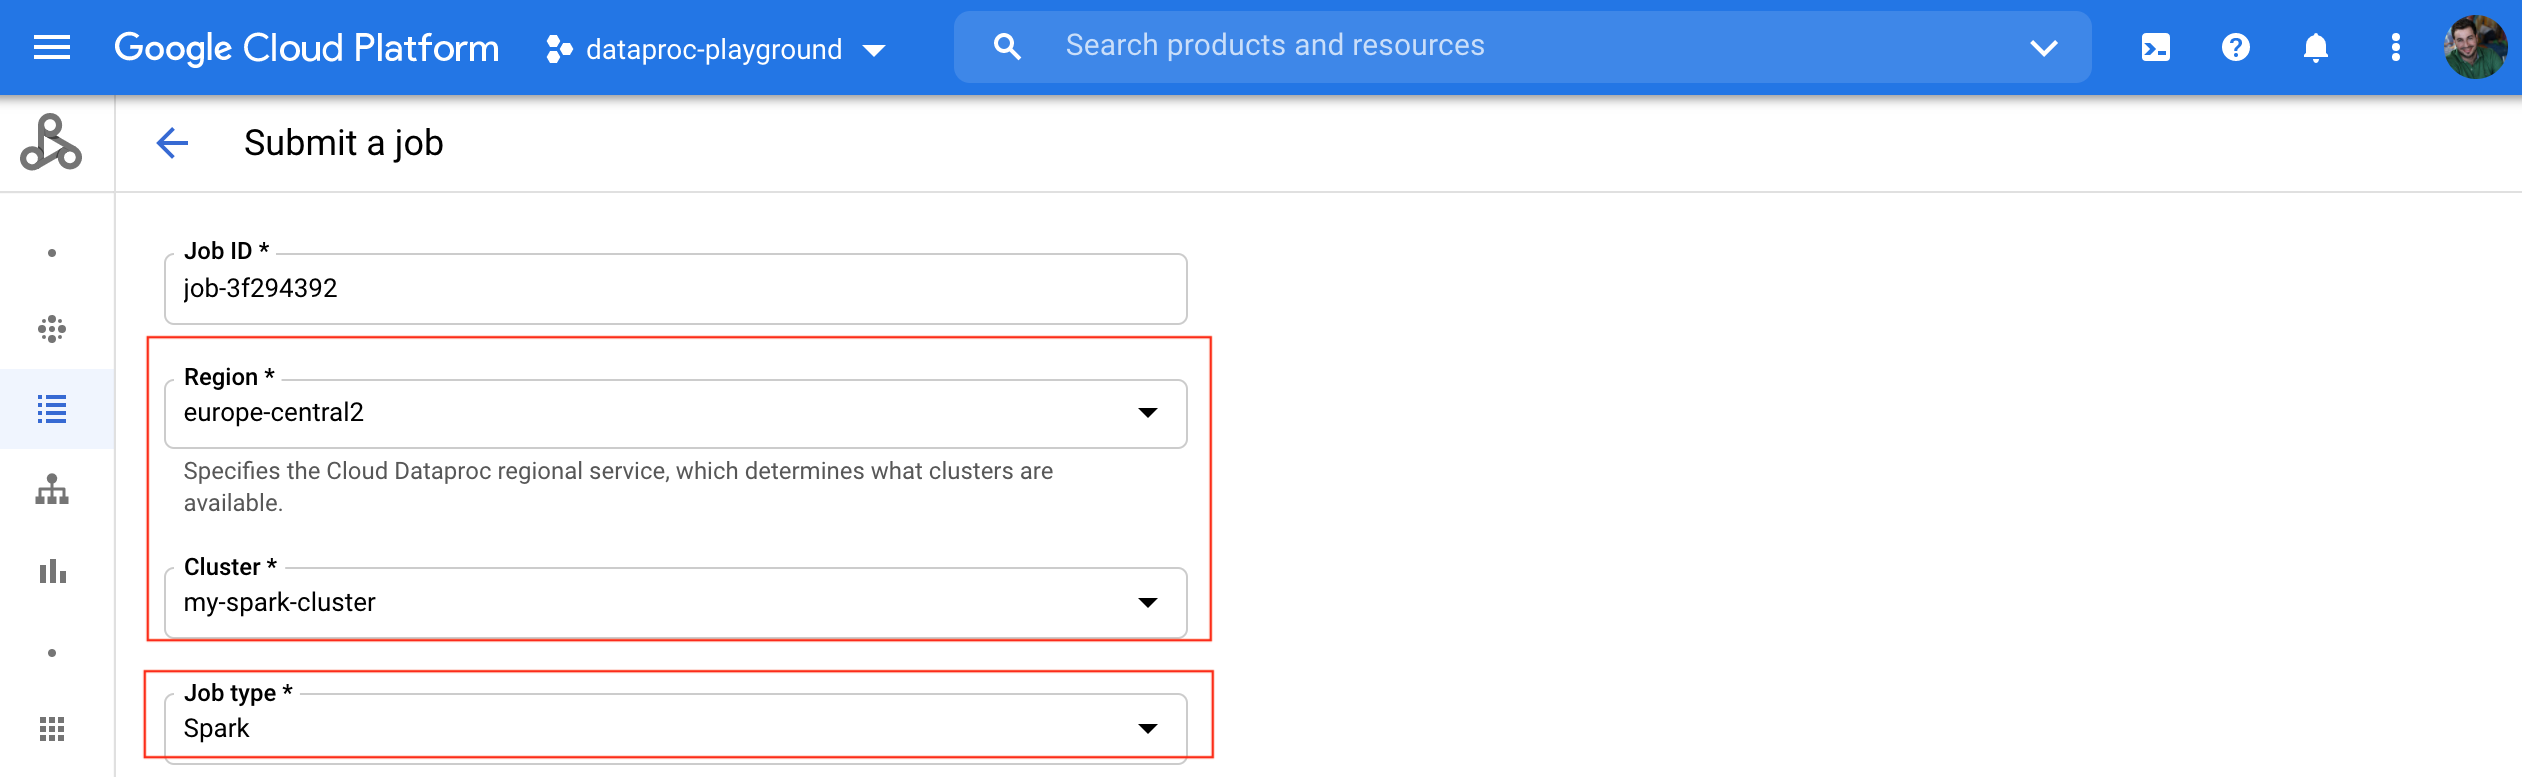 Google Cloud Platform dataproc-playground Search products and resources
Submit a job
Job ID *
job-3f294392
Region *
europe-central2
Specifies the Cloud Dataproc regional service, which determines what clusters are
available.
Cluster *
my-spark-cluster
Job type *
Spark